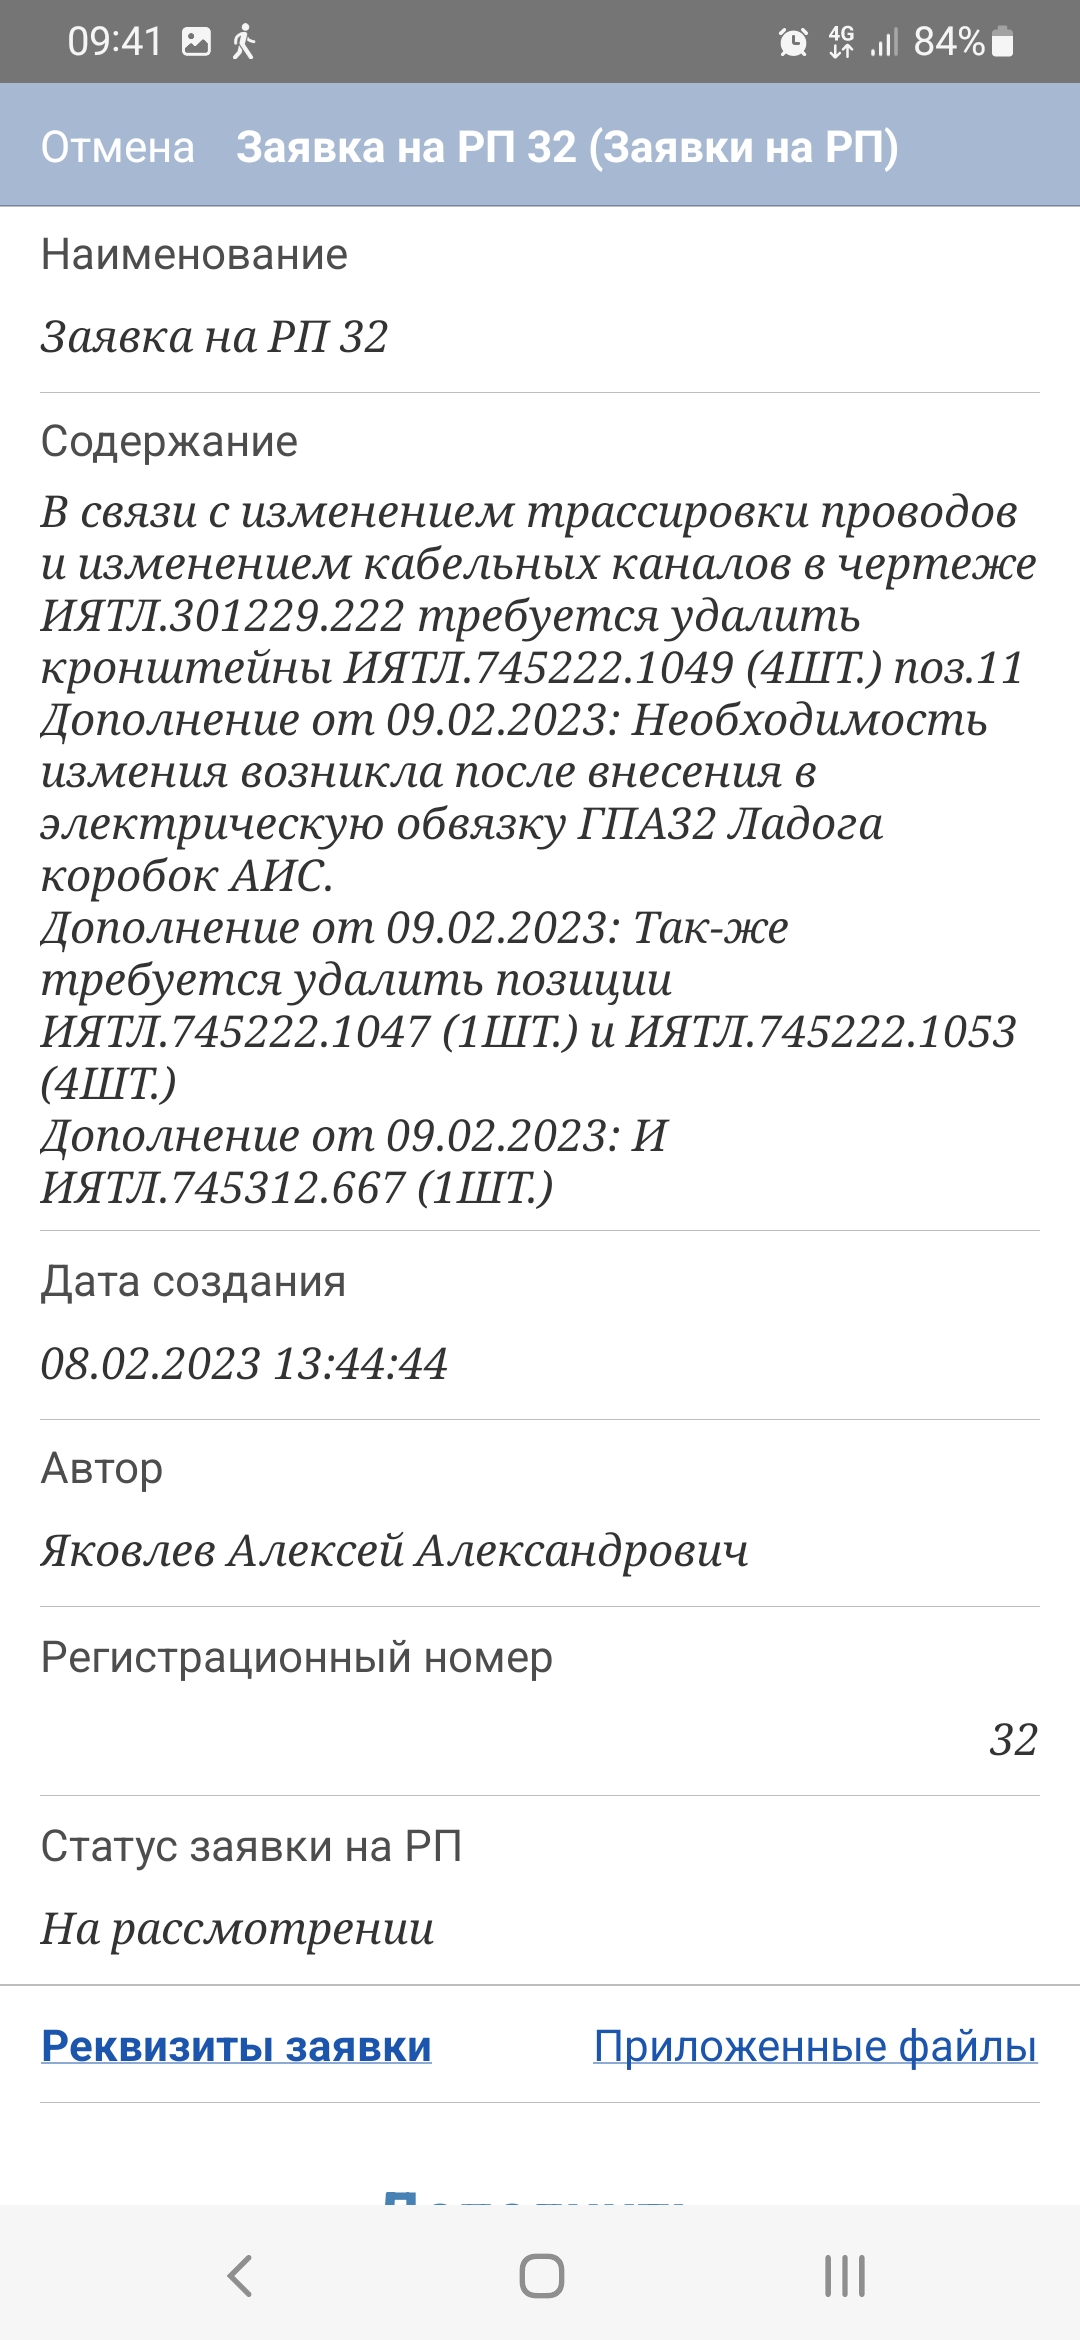 09:41
4G
84%
Отмена Заявка на РП 32 (Заявки на РП)
Наименование
Заявка на РП 32
Содержание
В связи с изменением трассировки проводов
и изменением кабельных каналов в чертеже
ИЯТЛ.301229.222 требуется удалить
кронштейны ИЯТЛ.745222.1049 (4ШТ.) поз.11
Дополнение от 09.02.2023: Необходимость
измения возникла после внесения в
электрическую обвязку ГПА32 Ладога
коробок АИС.
Дополнение от 09.02.2023: Так-же
требуется удалить позиции
ИЯТЛ.745222.1047 (1ШТ.) и ИЯТЛ.745222.1053
(4ШТ.)
Дополнение от 09.02.2023: И
ИЯТЛ.745312.667 (1ШТ.)
Дата создания
08.02.2023 13:44:44
Автор
Яковлев Алексей Александрович
Регистрационный номер
32
Статус заявки на РП
На рассмотрении
Реквизиты заявки Приложенные файлы